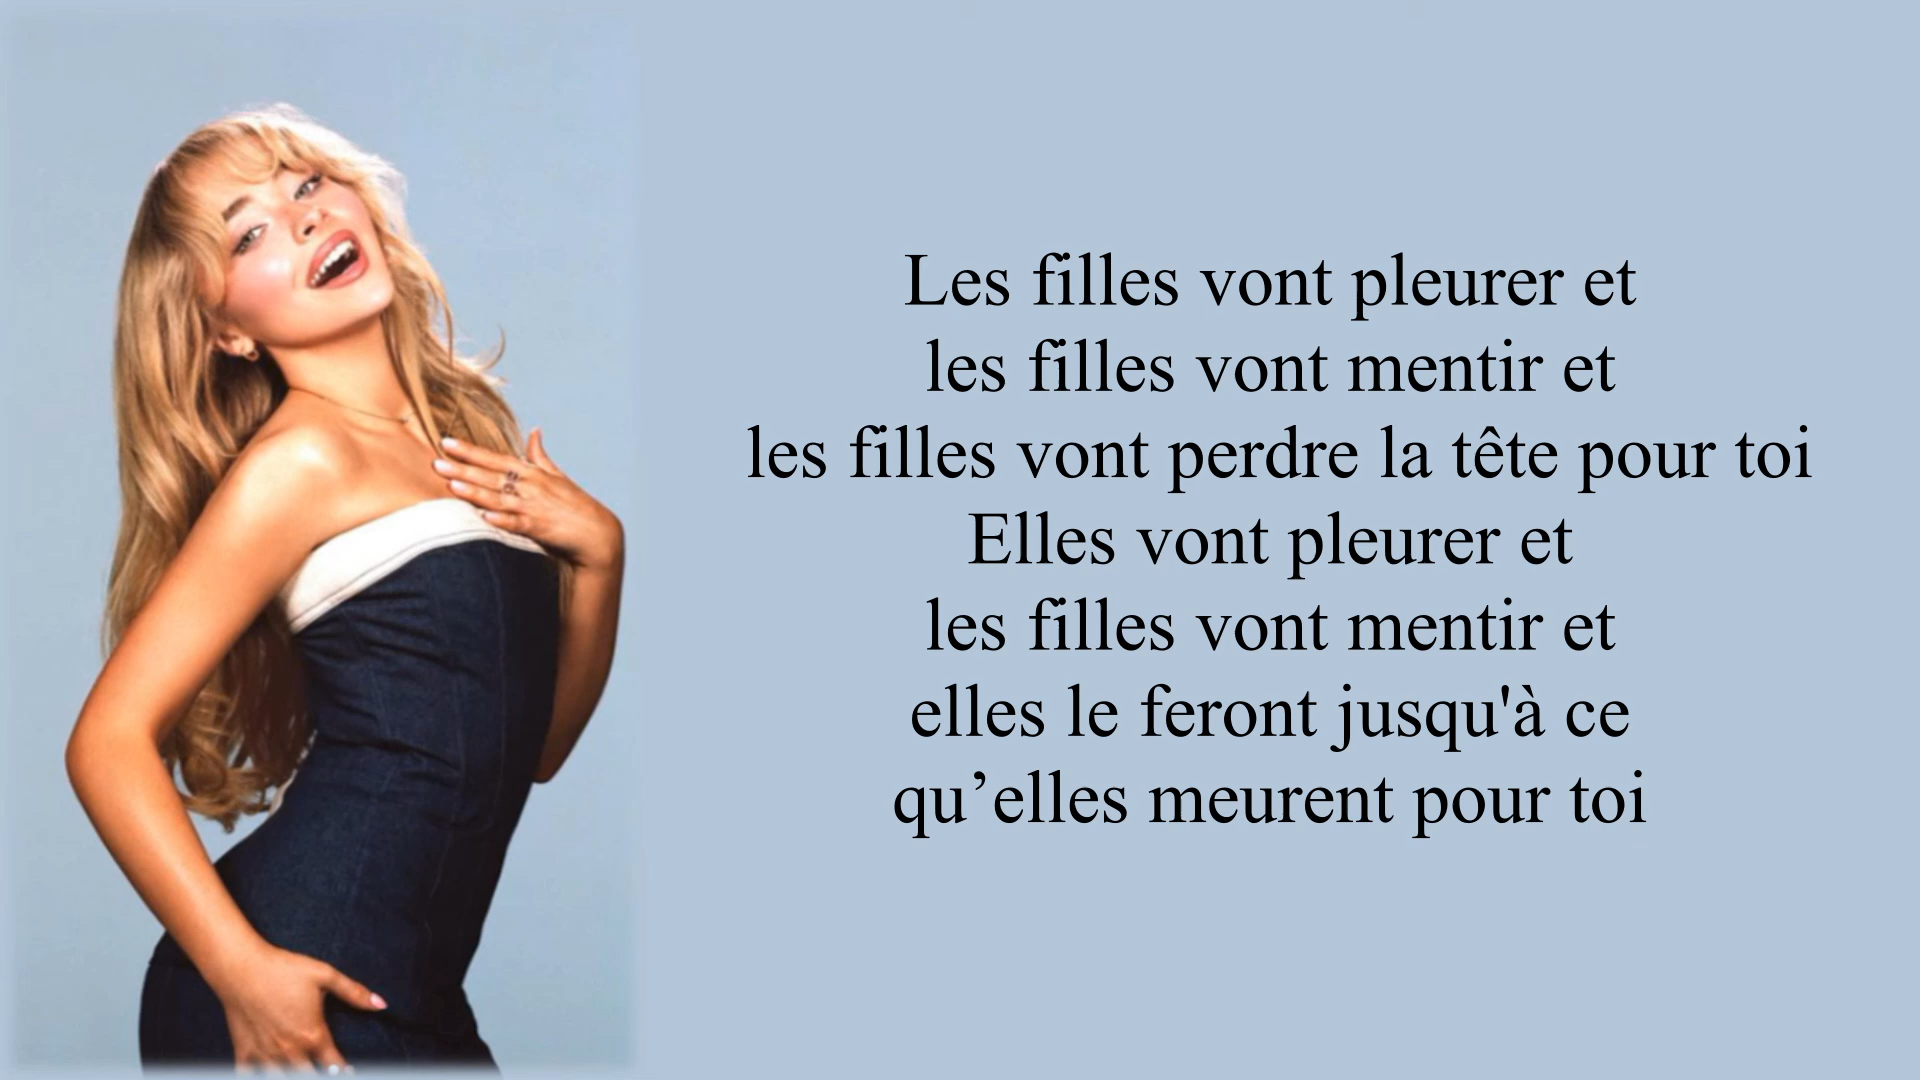 Les filles vont pleurer et
les filles vont mentir et
les filles vont perdre la tête pour toi
Elles vont pleurer et
les filles vont mentir et
elles le feront jusqu'à ce
qu’elles meurent pour toi